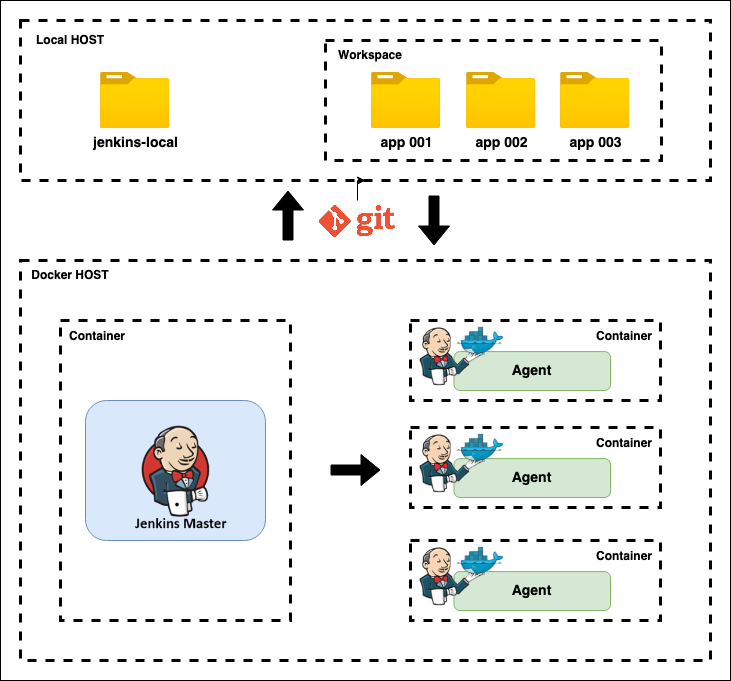 Local HOST
Workspace
jenkins-local
app 001
app 002
app 003
git
Docker HOST
Container
Jenkins Master
Container
Agent
Container
Agent
Container
Agent